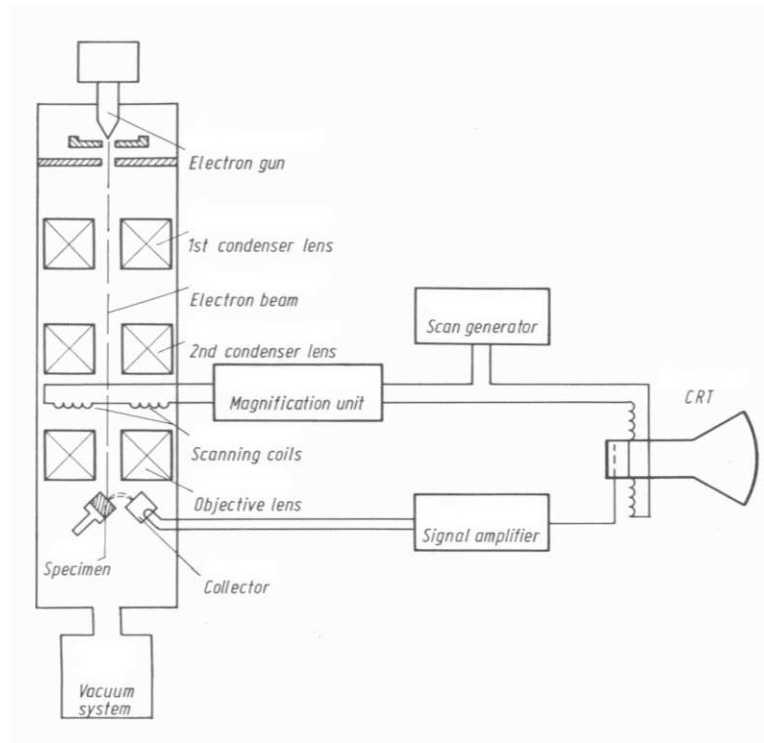 Electron gun
1st condenser lens
Electron beam
Scan generator
2nd condenser lens
Magnification unit
CRT
Scanning coils
Objective lens
Signal amplifier
Specimen
Collector
Vacuum
system